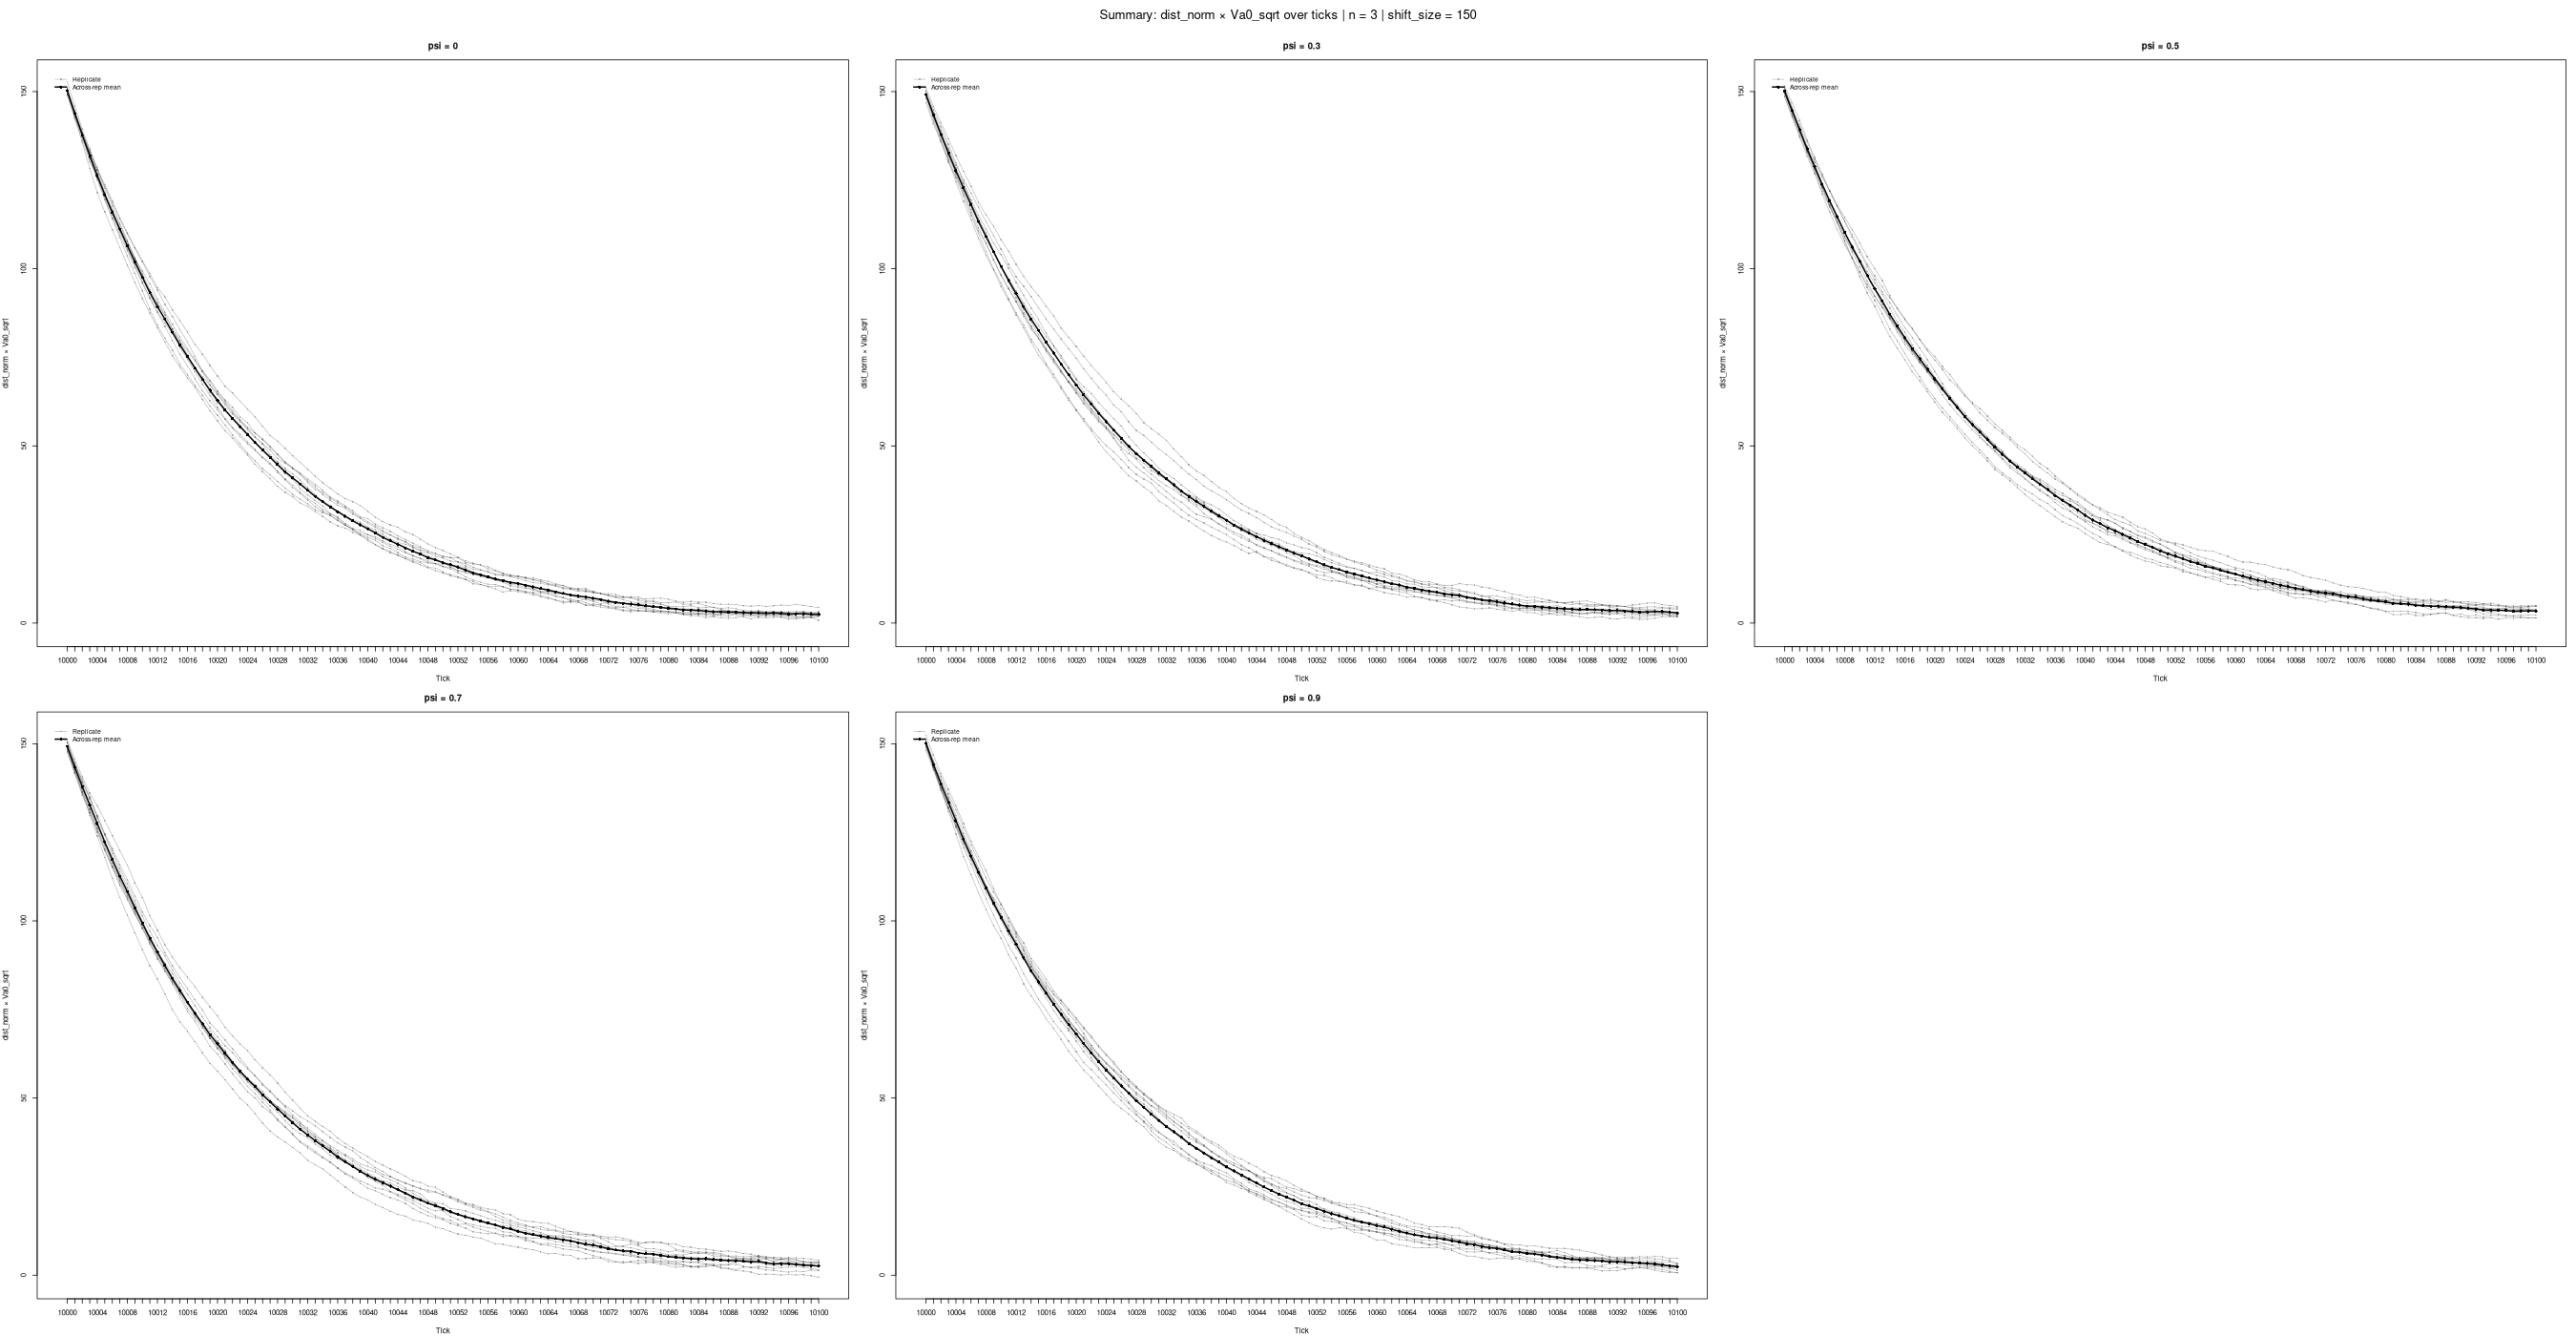 Summary: dist_norm × Va0_sqrt over ticks | n = 3 | shift_size = 150
psi = 0
Replicate
Across-rep mean
dist_norm × Va0_sqrt
150
100
50
0
10000 10004 10008 10012 10016 10020 10024 10028 10032 10036 10040 10044 10048 10052 10056 10060 10064 10068 10072 10076 10080 10084 10088 10092 10096 10100
Tick
psi = 0.3
Replicate
Across-rep mean
dist_norm × Va0_sqrt
150
100
50
0
10000 10004 10008 10012 10016 10020 10024 10028 10032 10036 10040 10044 10048 10052 10056 10060 10064 10068 10072 10076 10080 10084 10088 10092 10096 10100
Tick
psi = 0.5
Replicate
Across-rep mean
dist_norm × Va0_sqrt
150
100
50
0
10000 10004 10008 10012 10016 10020 10024 10028 10032 10036 10040 10044 10048 10052 10056 10060 10064 10068 10072 10076 10080 10084 10088 10092 10096 10100
Tick
psi = 0.7
Replicate
Across-rep mean
dist_norm × Va0_sqrt
150
100
50
0
10000 10004 10008 10012 10016 10020 10024 10028 10032 10036 10040 10044 10048 10052 10056 10060 10064 10068 10072 10076 10080 10084 10088 10092 10096 10100
Tick
psi = 0.9
Replicate
Across-rep mean
dist_norm × Va0_sqrt
150
100
50
0
10000 10004 10008 10012 10016 10020 10024 10028 10032 10036 10040 10044 10048 10052 10056 10060 10064 10068 10072 10076 10080 10084 10088 10092 10096 10100
Tick